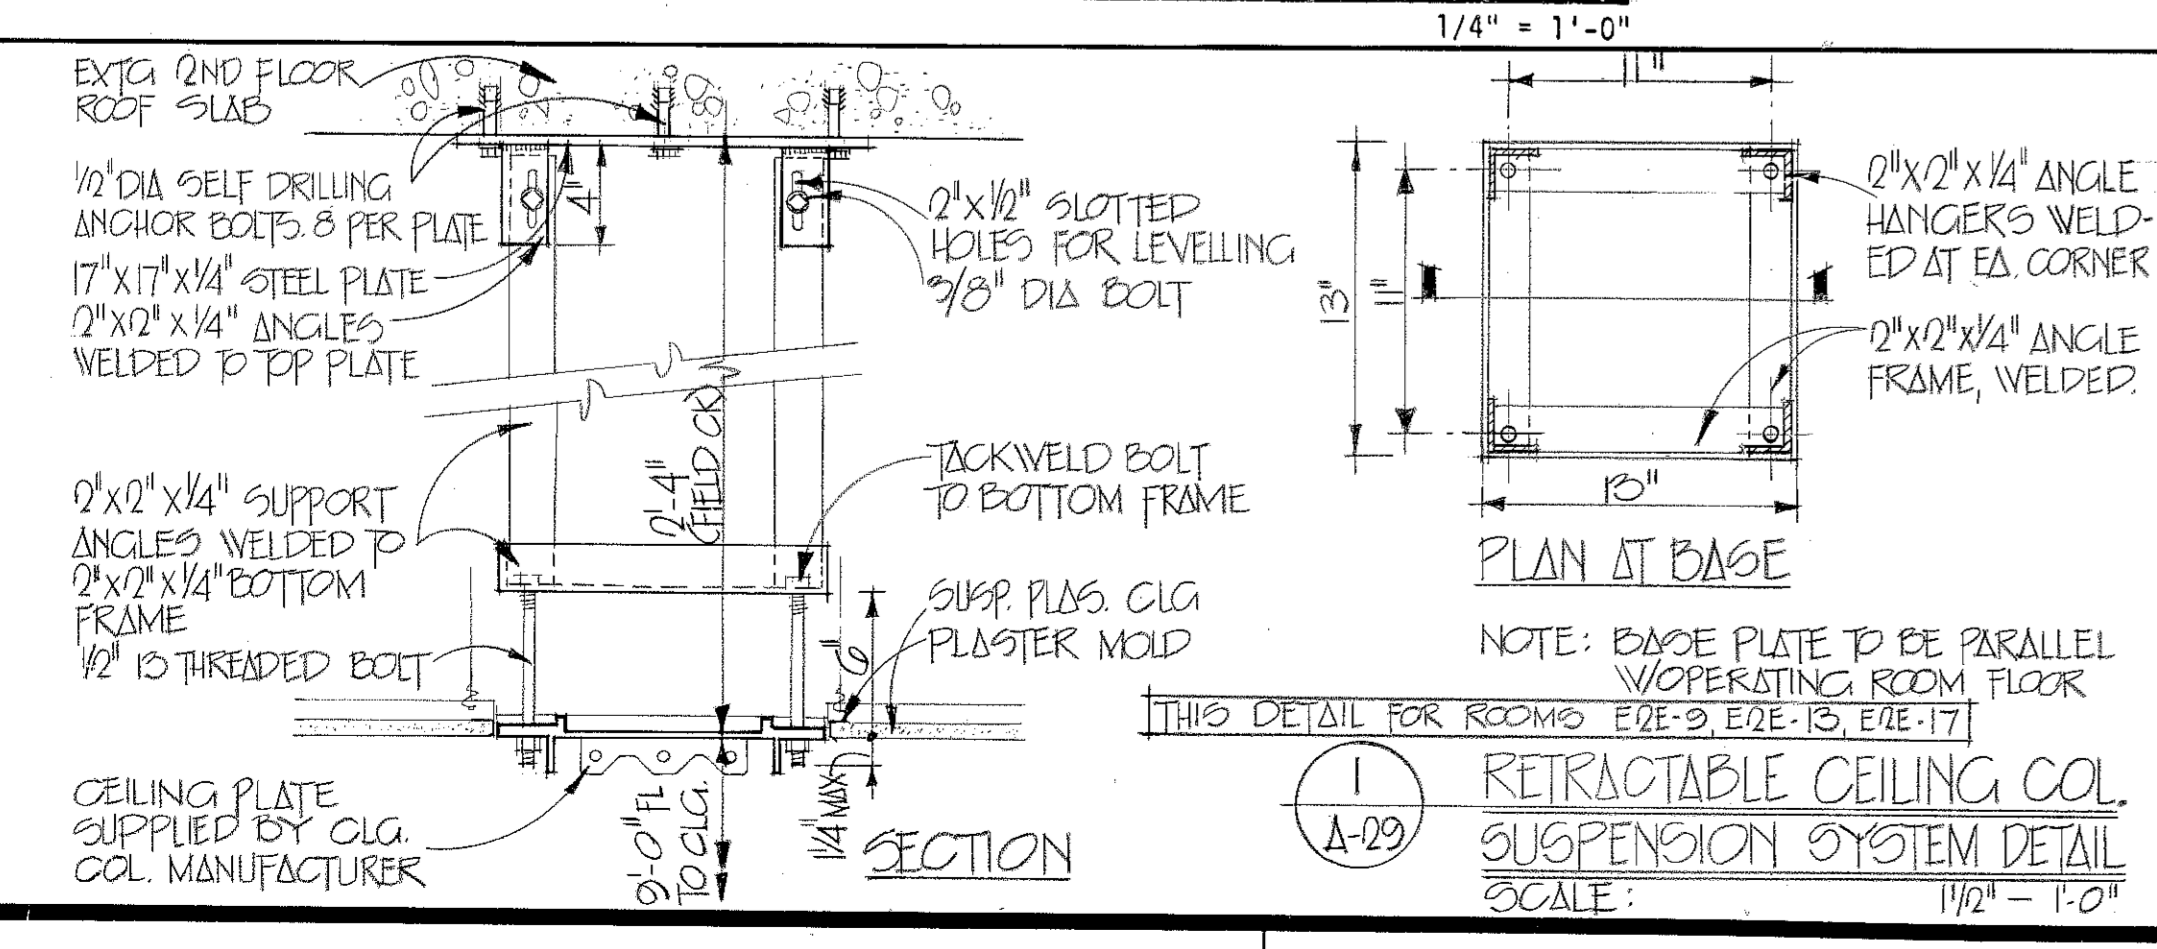 1/4" = 1'-0"
EXTG 2ND FLOOR
ROOF SLAB
1/2" DIA SELF DRILLING
ANCHOR BOLTS. 8 PER PLATE
17"X17"X1/4" STEEL PLATE
2"X2"X1/4" ANGLES
WELDED TO TOP PLATE
2"X2"X1/4" SUPPORT
ANGLES WELDED TO
2"X2"X1/4" BOTTOM
FRAME
1/2" 13 THREADED BOLT
CEILING PLATE
SUPPLIED BY CLG.
COL. MANUFACTURER
4"
2"X1/2" SLOTTED
HOLES FOR LEVELLING
3/8" DIA BOLT
2'-4"
(FIELD CK)
TACKWELD BOLT
TO BOTTOM FRAME
SUSP. PLAS. CLG
PLASTER MOLD
6"
9'-0" FL
TO CLG.
1/4" MAX
SECTION
11"
13"
11"
13"
2"X2"X1/4" ANGLE
HANGERS WELD-
ED AT EA. CORNER
2"X2"X1/4" ANGLE
FRAME, WELDED.
PLAN AT BASE
NOTE: BASE PLATE TO BE PARALLEL
W/OPERATING ROOM FLOOR
THIS DETAIL FOR ROOMS E2E-9, E2E-13, E2E-17
1
A-29
RETRACTABLE CEILING COL.
SUSPENSION SYSTEM DETAIL
SCALE: 1 1/2" - 1'-0"